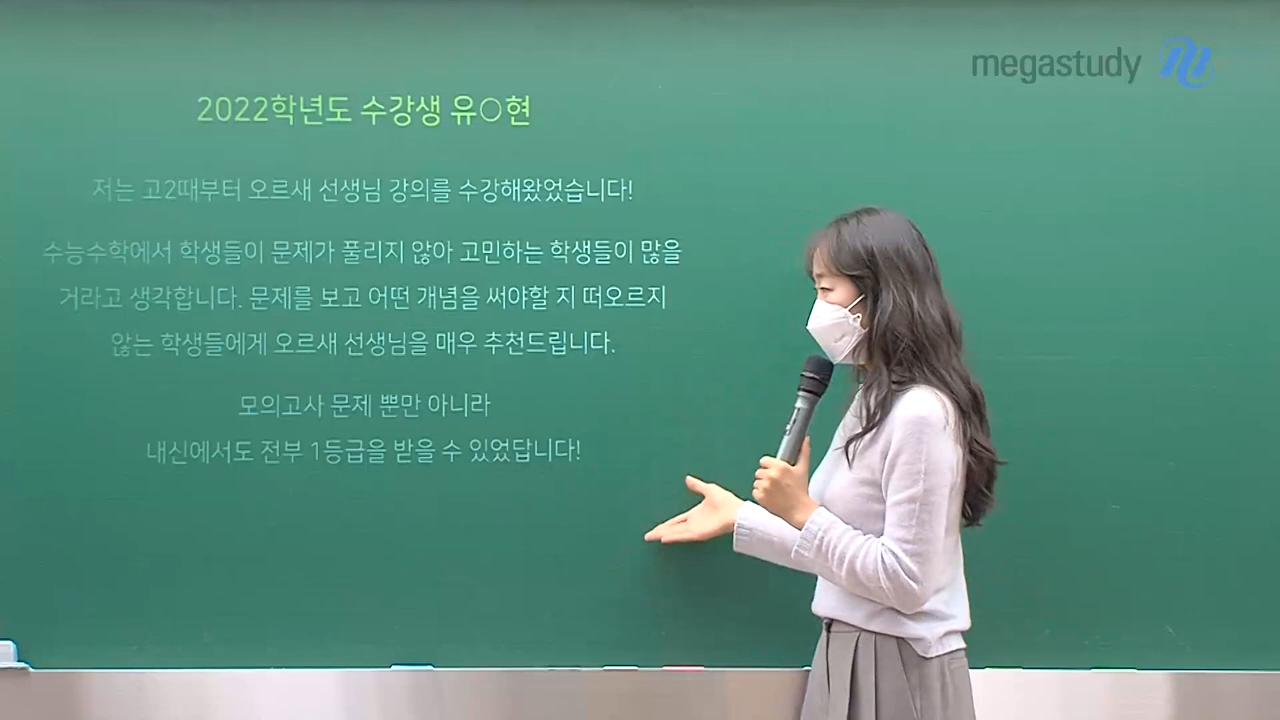 megastudy
2022학년도 수강생 유○현
저는 고2때부터 오르새 선생님 강의를 수강해왔었습니다!
수능수학에서 학생들이 문제가 풀리지 않아 고민하는 학생들이 많을
거라고 생각합니다. 문제를 보고 어떤 개념을 써야할 지 떠오르지
않는 학생들에게 오르새 선생님을 매우 추천드립니다.
모의고사 문제 뿐만 아니라
내신에서도 전부 1등급을 받을 수 있었답니다!